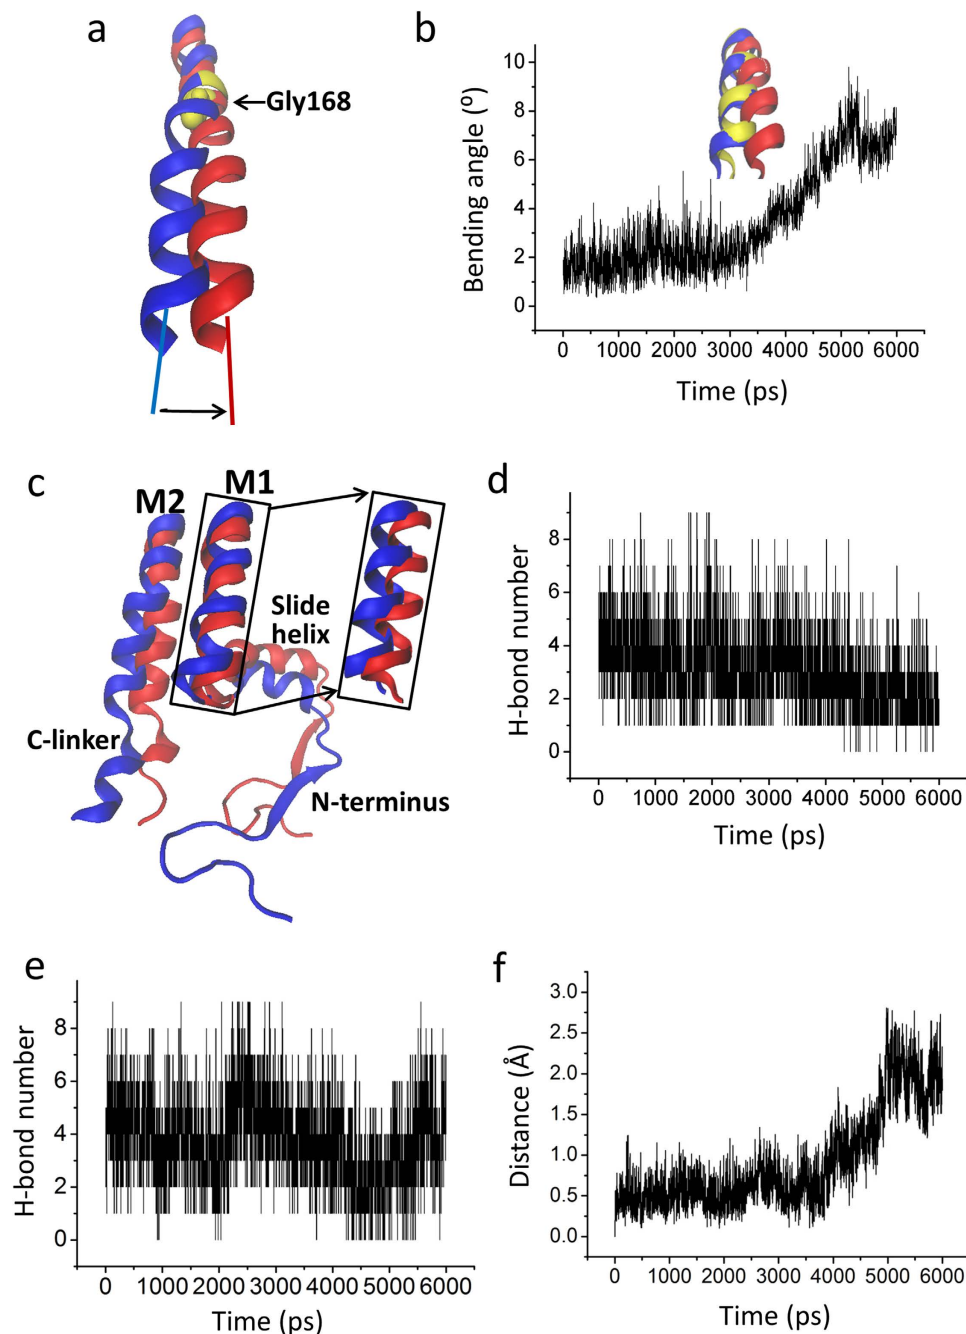 a
Gly168
b
Bending angle (º)
10
8
6
4
2
0
0 1000 2000 3000 4000 5000 6000
Time (ps)
c
M2
M1
Slide
helix
C-linker
N-terminus
d
H-bond number
8
6
4
2
0
0 1000 2000 3000 4000 5000 6000
Time (ps)
e
H-bond number
8
6
4
2
0
0 1000 2000 3000 4000 5000 6000
Time (ps)
f
Distance (Å)
3.0
2.5
2.0
1.5
1.0
0.5
0.0
0 1000 2000 3000 4000 5000 6000
Time (ps)